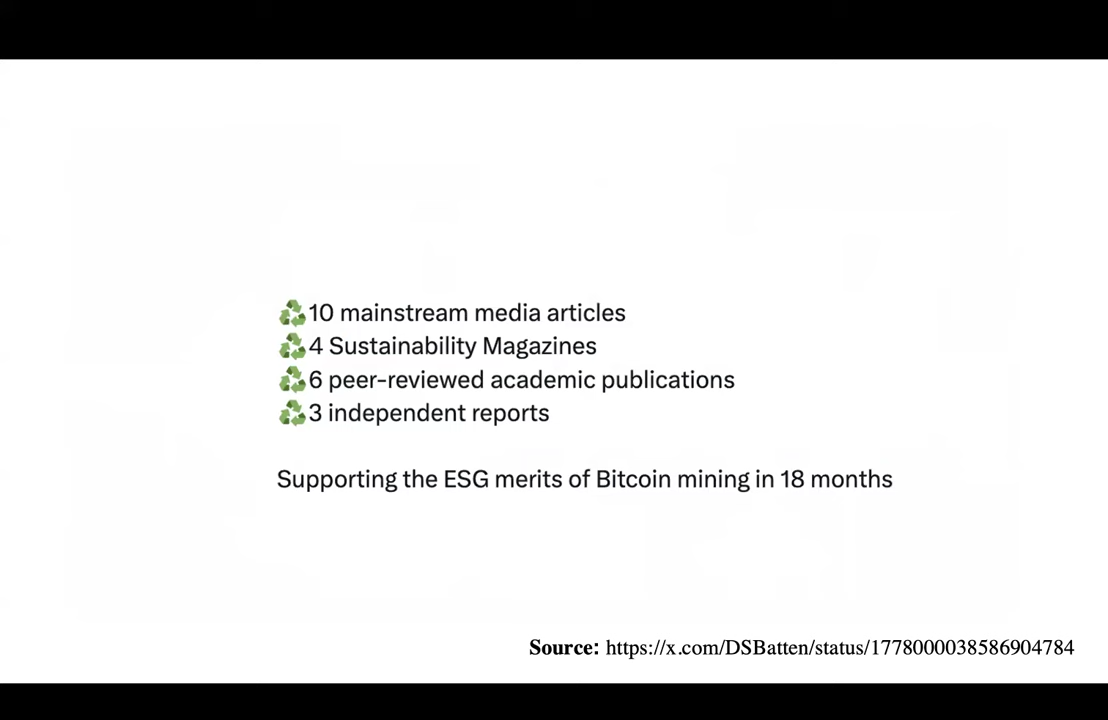 ♻️10 mainstream media articles
♻️4 Sustainability Magazines
♻️6 peer-reviewed academic publications
♻️3 independent reports
Supporting the ESG merits of Bitcoin mining in 18 months
Source: https://x.com/DSBatten/status/1778000038586904784